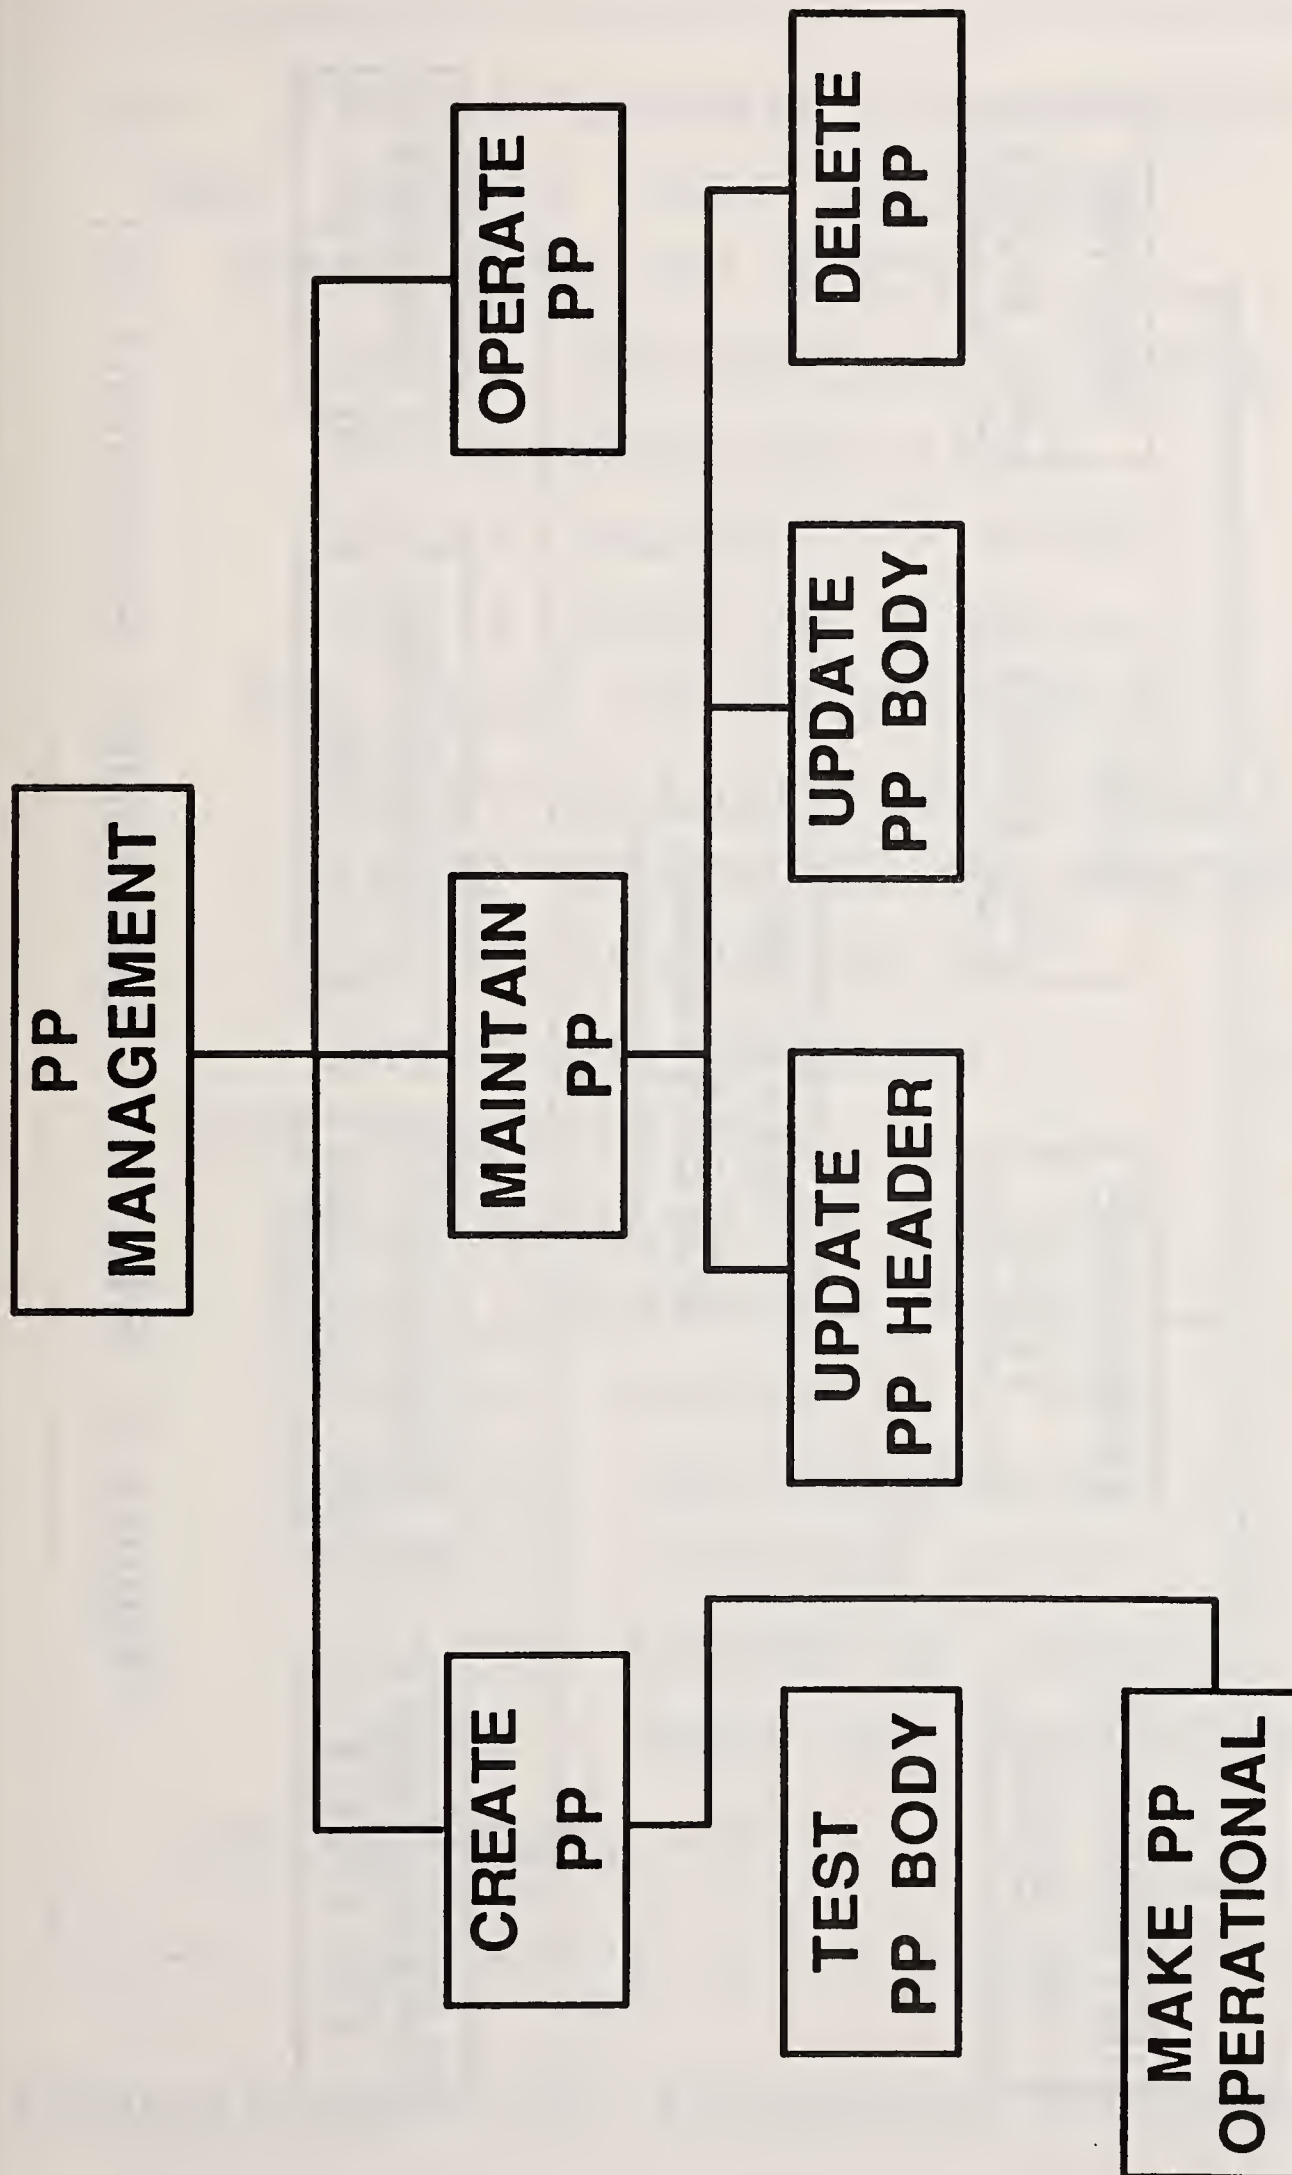 PP
MANAGEMENT
CREATE
PP
MAINTAIN
PP
OPERATE
PP
TEST
PP BODY
UPDATE
PP HEADER
UPDATE
PP BODY
DELETE
PP
MAKE PP
OPERATIONAL